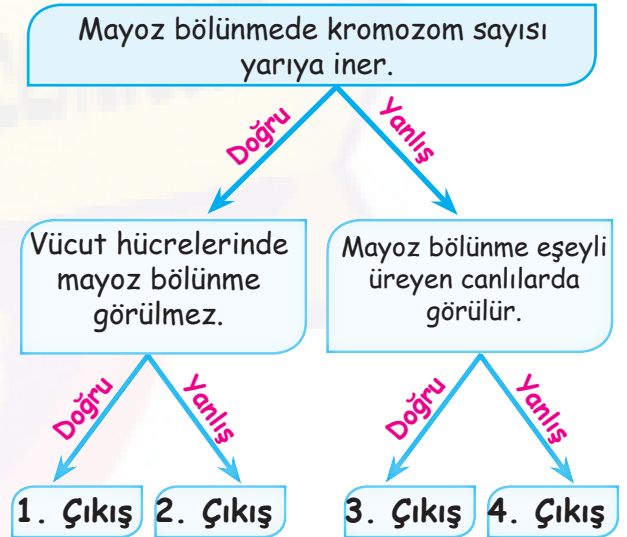 Mayoz bölünmede kromozom sayısı
yarıya iner.
Doğru
Yanlış
Vücut hücrelerinde
mayoz bölünme
görülmez.
Mayoz bölünme eşeyli
üreyen canlılarda
görülür.
Doğru
Yanlış
Doğru
Yanlış
1. Çıkış
2. Çıkış
3. Çıkış
4. Çıkış